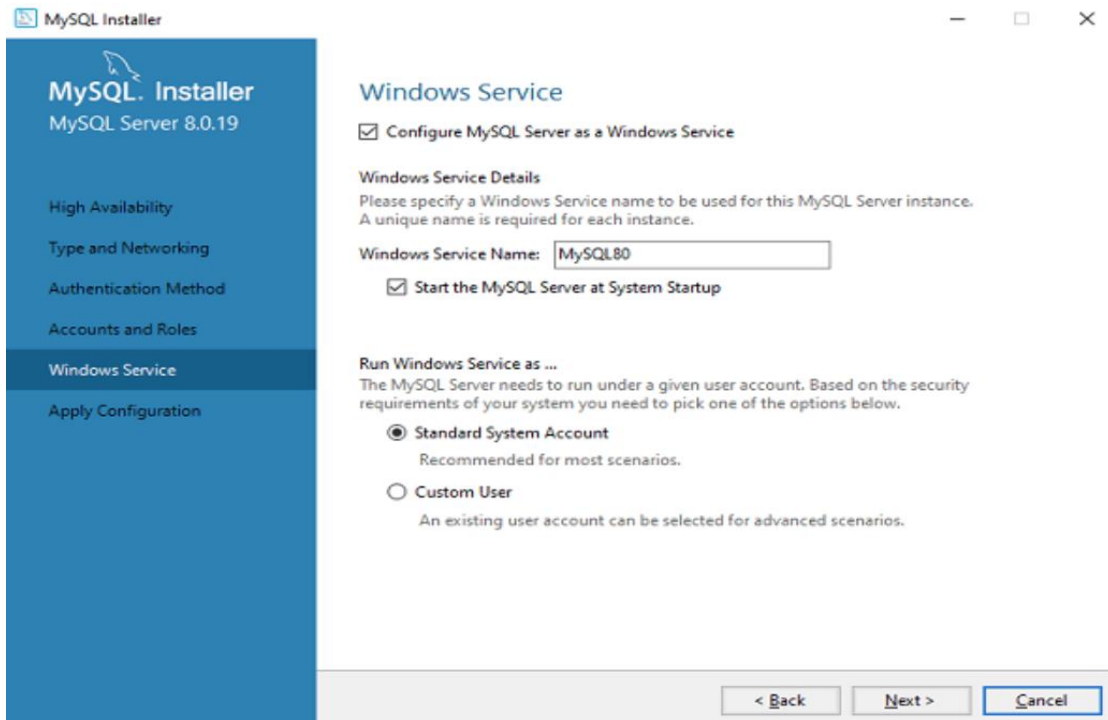 MySQL Installer
MySQL. Installer
MySQL Server 8.0.19
High Availability
Type and Networking
Authentication Method
Accounts and Roles
Windows Service
Apply Configuration
Windows Service
Configure MySQL Server as a Windows Service
Windows Service Details
Please specify a Windows Service name to be used for this MySQL Server instance.
A unique name is required for each instance.
Windows Service Name: MySQL80
Start the MySQL Server at System Startup
Run Windows Service as ...
The MySQL Server needs to run under a given user account. Based on the security
requirements of your system you need to pick one of the options below.
Standard System Account
Recommended for most scenarios.
Custom User
An existing user account can be selected for advanced scenarios.
< Back Next > Cancel